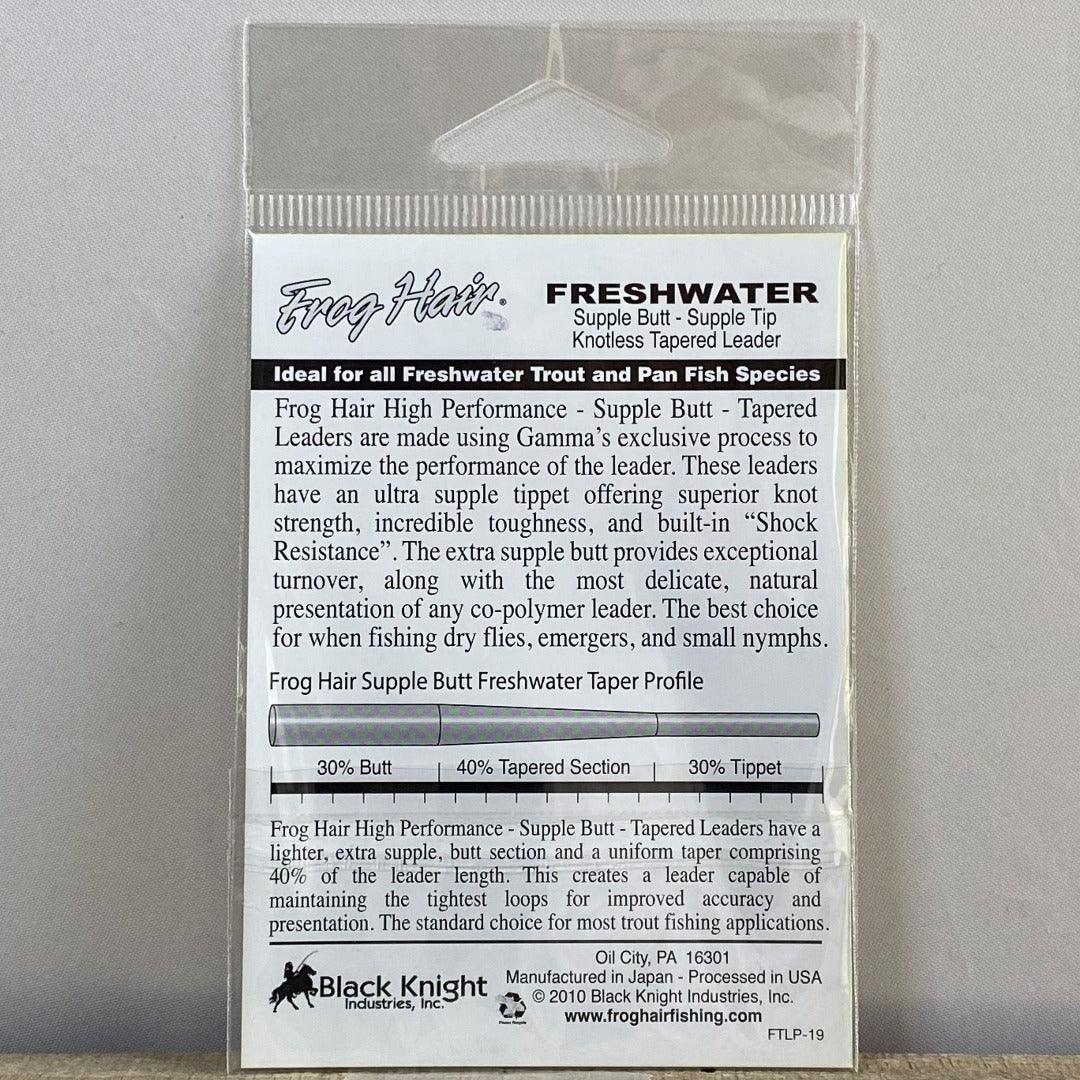 Frog Hair®
FRESHWATER
Supple Butt - Supple Tip
Knotless Tapered Leader
Ideal for all Freshwater Trout and Pan Fish Species
Frog Hair High Performance - Supple Butt - Tapered
Leaders are made using Gamma's exclusive process to
maximize the performance of the leader. These leaders
have an ultra supple tippet offering superior knot
strength, incredible toughness, and built-in “Shock
Resistance”. The extra supple butt provides exceptional
turnover, along with the most delicate, natural
presentation of any co-polymer leader. The best choice
for when fishing dry flies, emergers, and small nymphs.
Frog Hair Supple Butt Freshwater Taper Profile
30% Butt 40% Tapered Section 30% Tippet
Frog Hair High Performance - Supple Butt - Tapered Leaders have a
lighter, extra supple, butt section and a uniform taper comprising
40% of the leader length. This creates a leader capable of
maintaining the tightest loops for improved accuracy and
presentation. The standard choice for most trout fishing applications.
Black Knight
Industries, Inc.
Please Recycle
Oil City, PA 16301
Manufactured in Japan - Processed in USA
© 2010 Black Knight Industries, Inc.
www.froghairfishing.com
FTLP-19